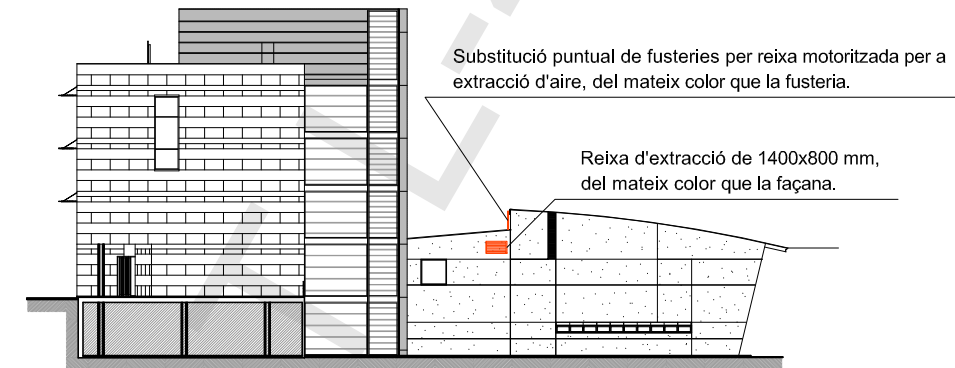 Substitució puntual de fusteries per reixa motoritzada per a
extracció d'aire, del mateix color que la fusteria.
Reixa d'extracció de 1400x800 mm,
del mateix color que la façana.